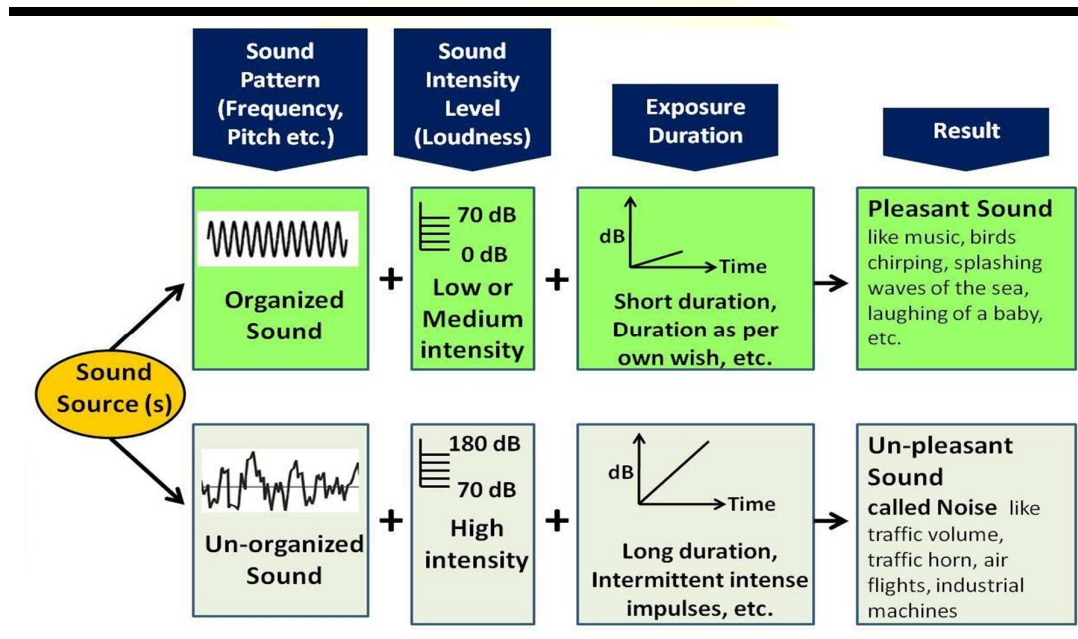 Sound
Pattern
(Frequency,
Pitch etc.)
Sound
Intensity
Level
(Loudness)
Exposure
Duration
Result
Sound
Source (s)
Organized
Sound
70 dB
0 dB
Low or
Medium
intensity
dB
Time
Short duration,
Duration as per
own wish, etc.
Pleasant Sound
like music, birds
chirping, splashing
waves of the sea,
laughing of a baby,
etc.
Un-organized
Sound
180 dB
70 dB
High
intensity
dB
Time
Long duration,
Intermittent intense
impulses, etc.
Un-pleasant
Sound
called Noise like
traffic volume,
traffic horn, air
flights, industrial
machines